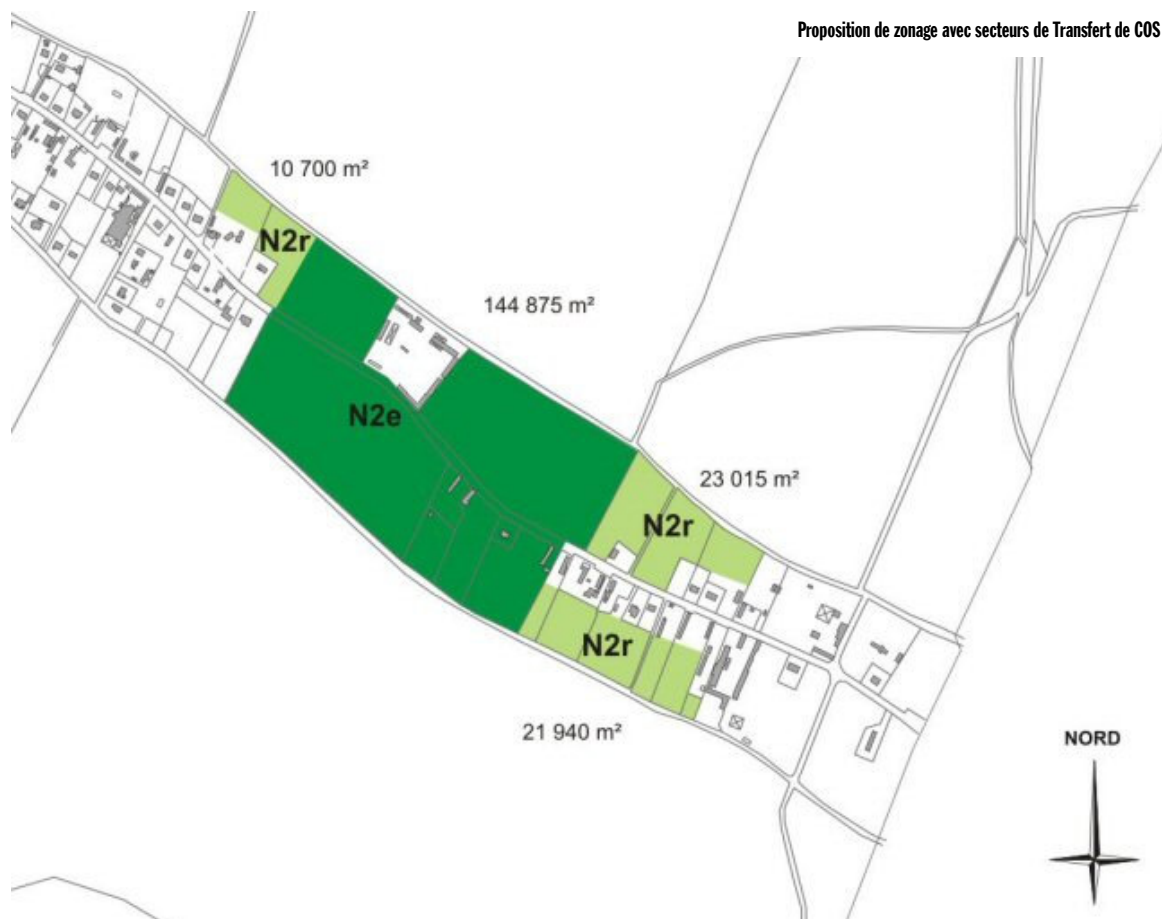 Proposition de zonage avec secteurs de Transfert de COS
10 700 m²
N2r
144 875 m²
N2e
23 015 m²
N2r
N2r
21 940 m²
NORD